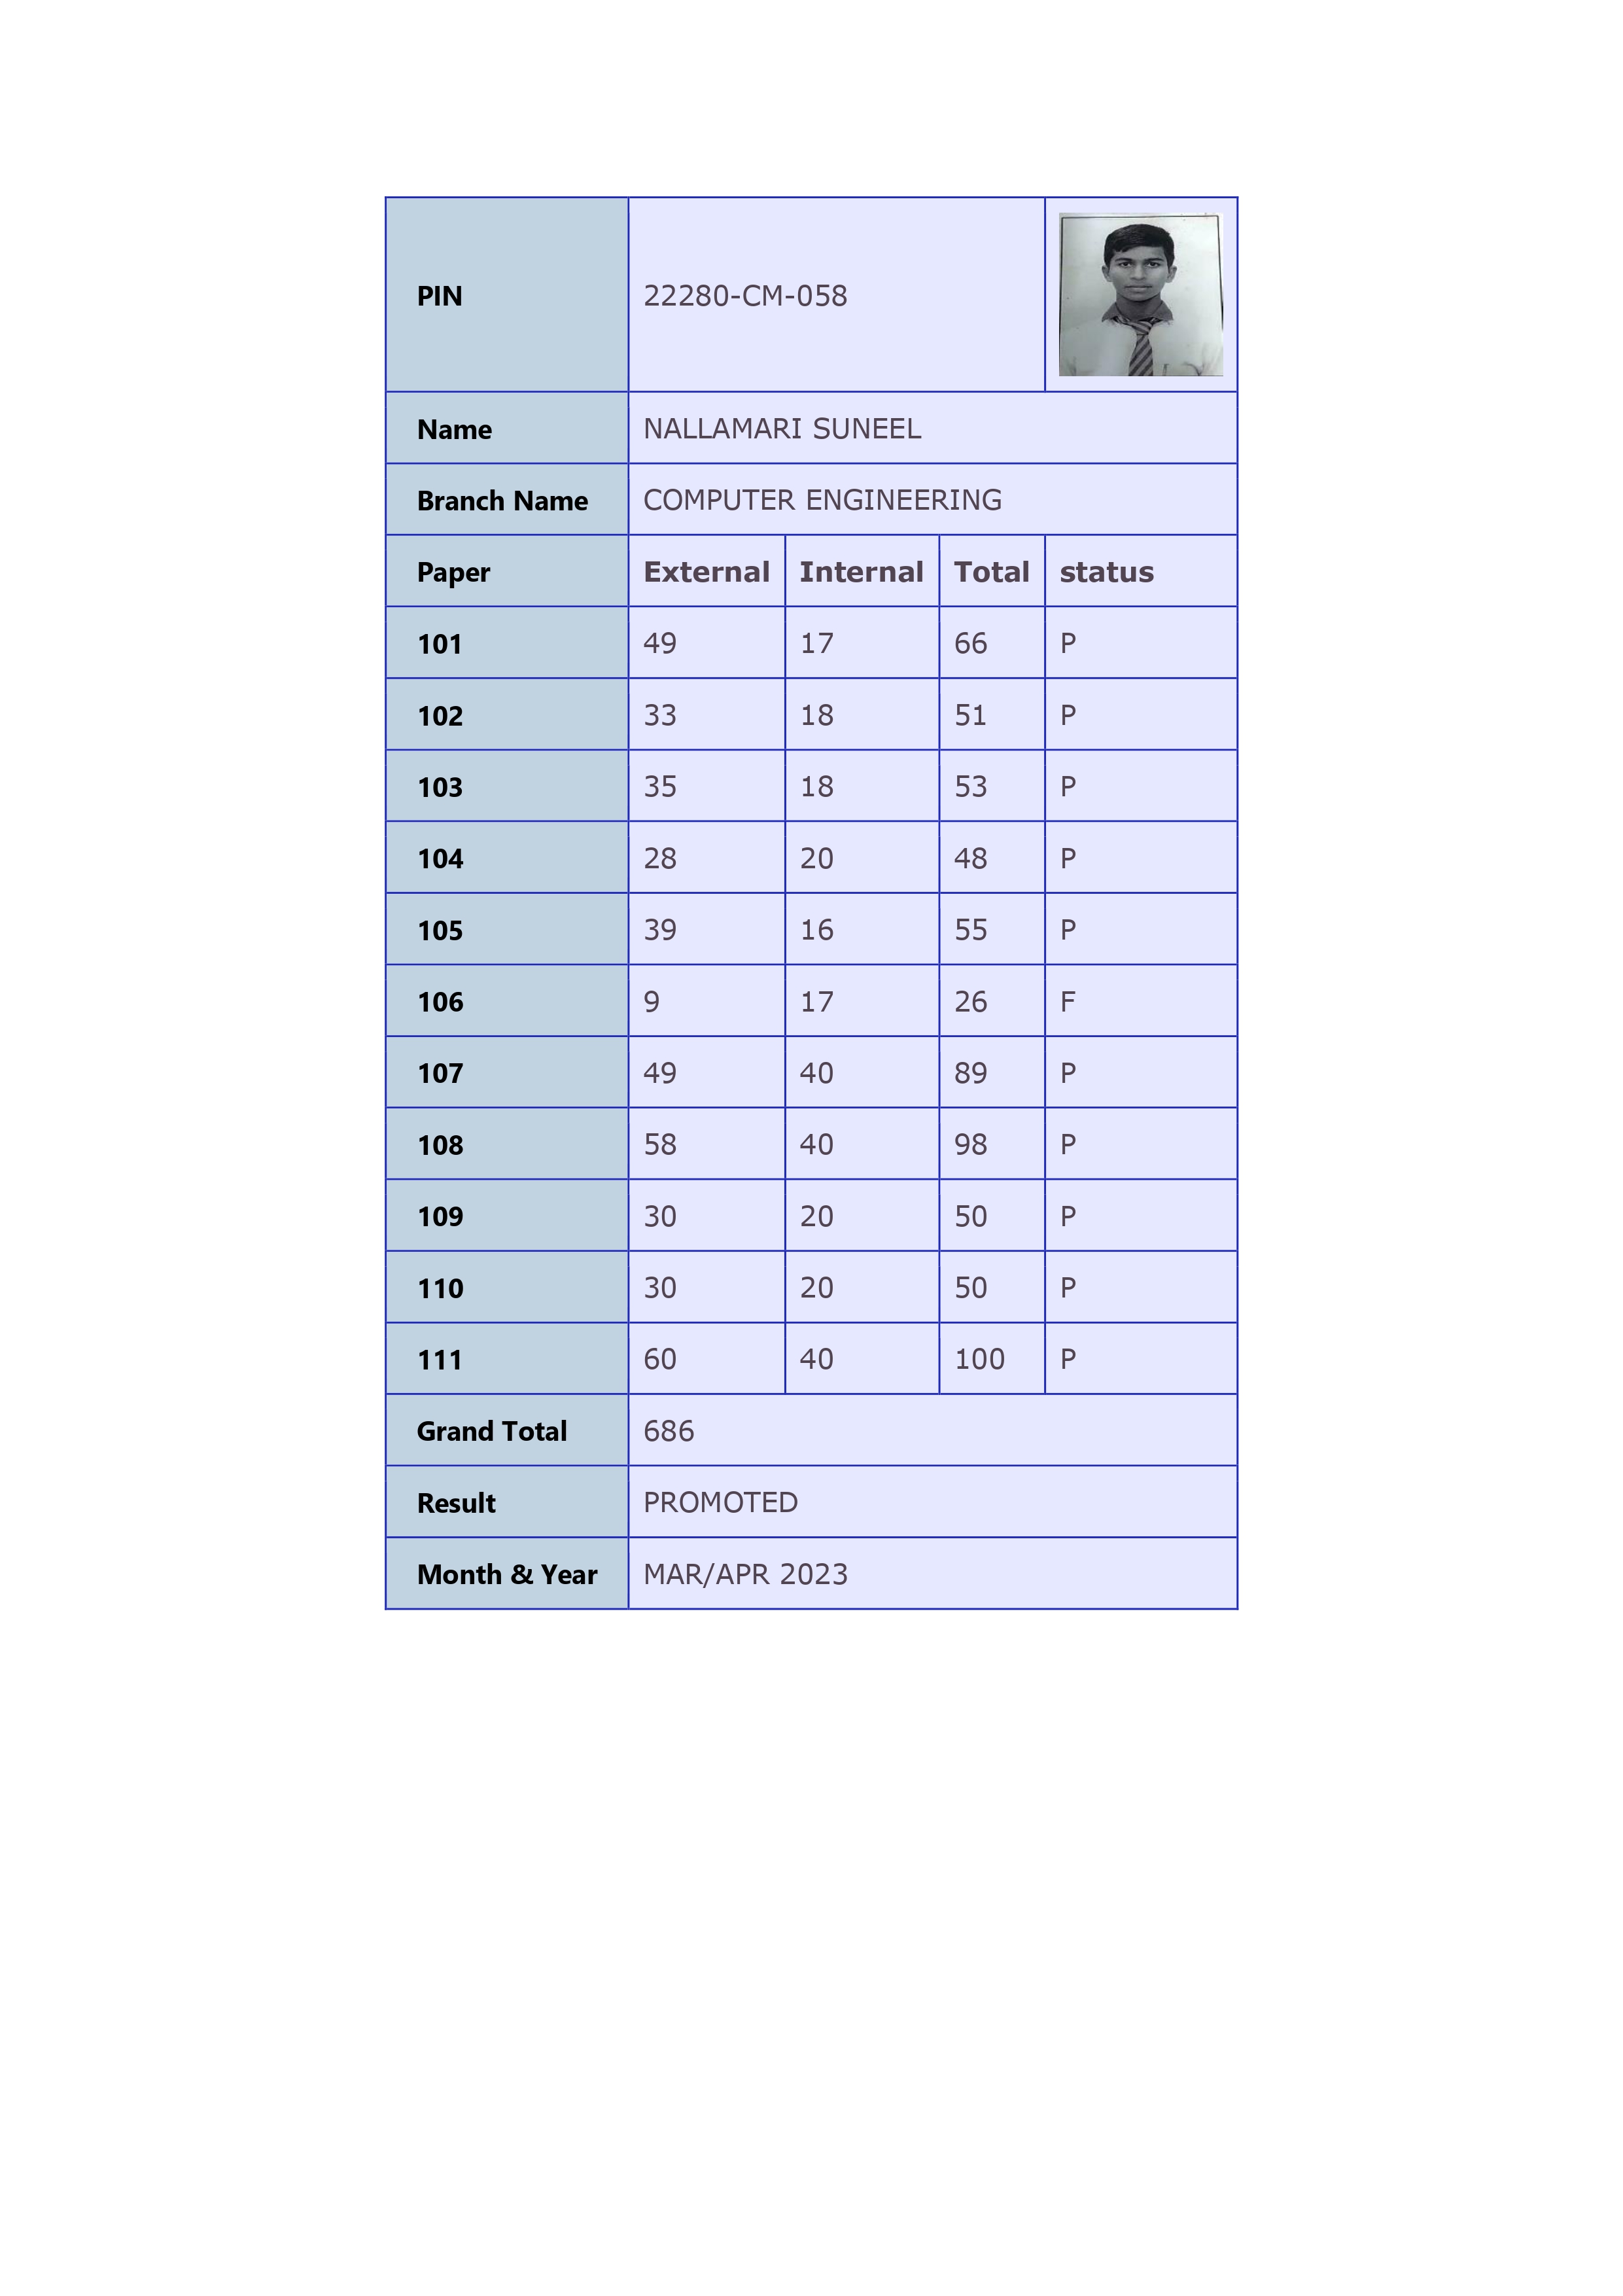 PIN 22280-CM-058
Name NALLAMARI SUNEEL
Branch Name COMPUTER ENGINEERING
Paper External Internal Total status
101 49 17 66 P
102 33 18 51 P
103 35 18 53 P
104 28 20 48 P
105 39 16 55 P
106 9 17 26 F
107 49 40 89 P
108 58 40 98 P
109 30 20 50 P
110 30 20 50 P
111 60 40 100 P
Grand Total 686
Result PROMOTED
Month & Year MAR/APR 2023